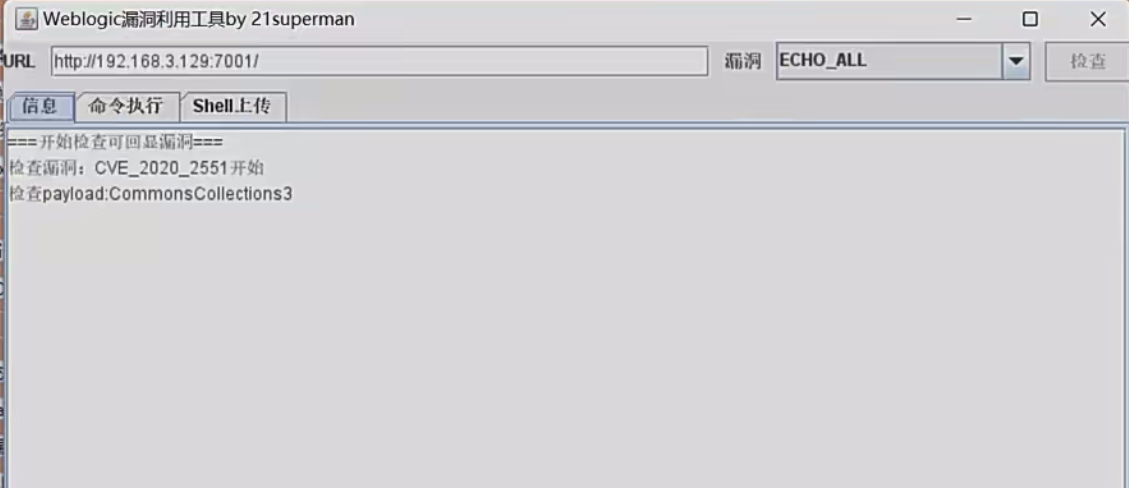 Weblogic漏洞利用工具by 21superman
URL http://192.168.3.129:7001/ 漏洞 ECHO_ALL 检查
信息 命令执行 Shell上传
===开始检查可回显漏洞===
检查漏洞：CVE_2020_2551开始
检查payload:CommonsCollections3